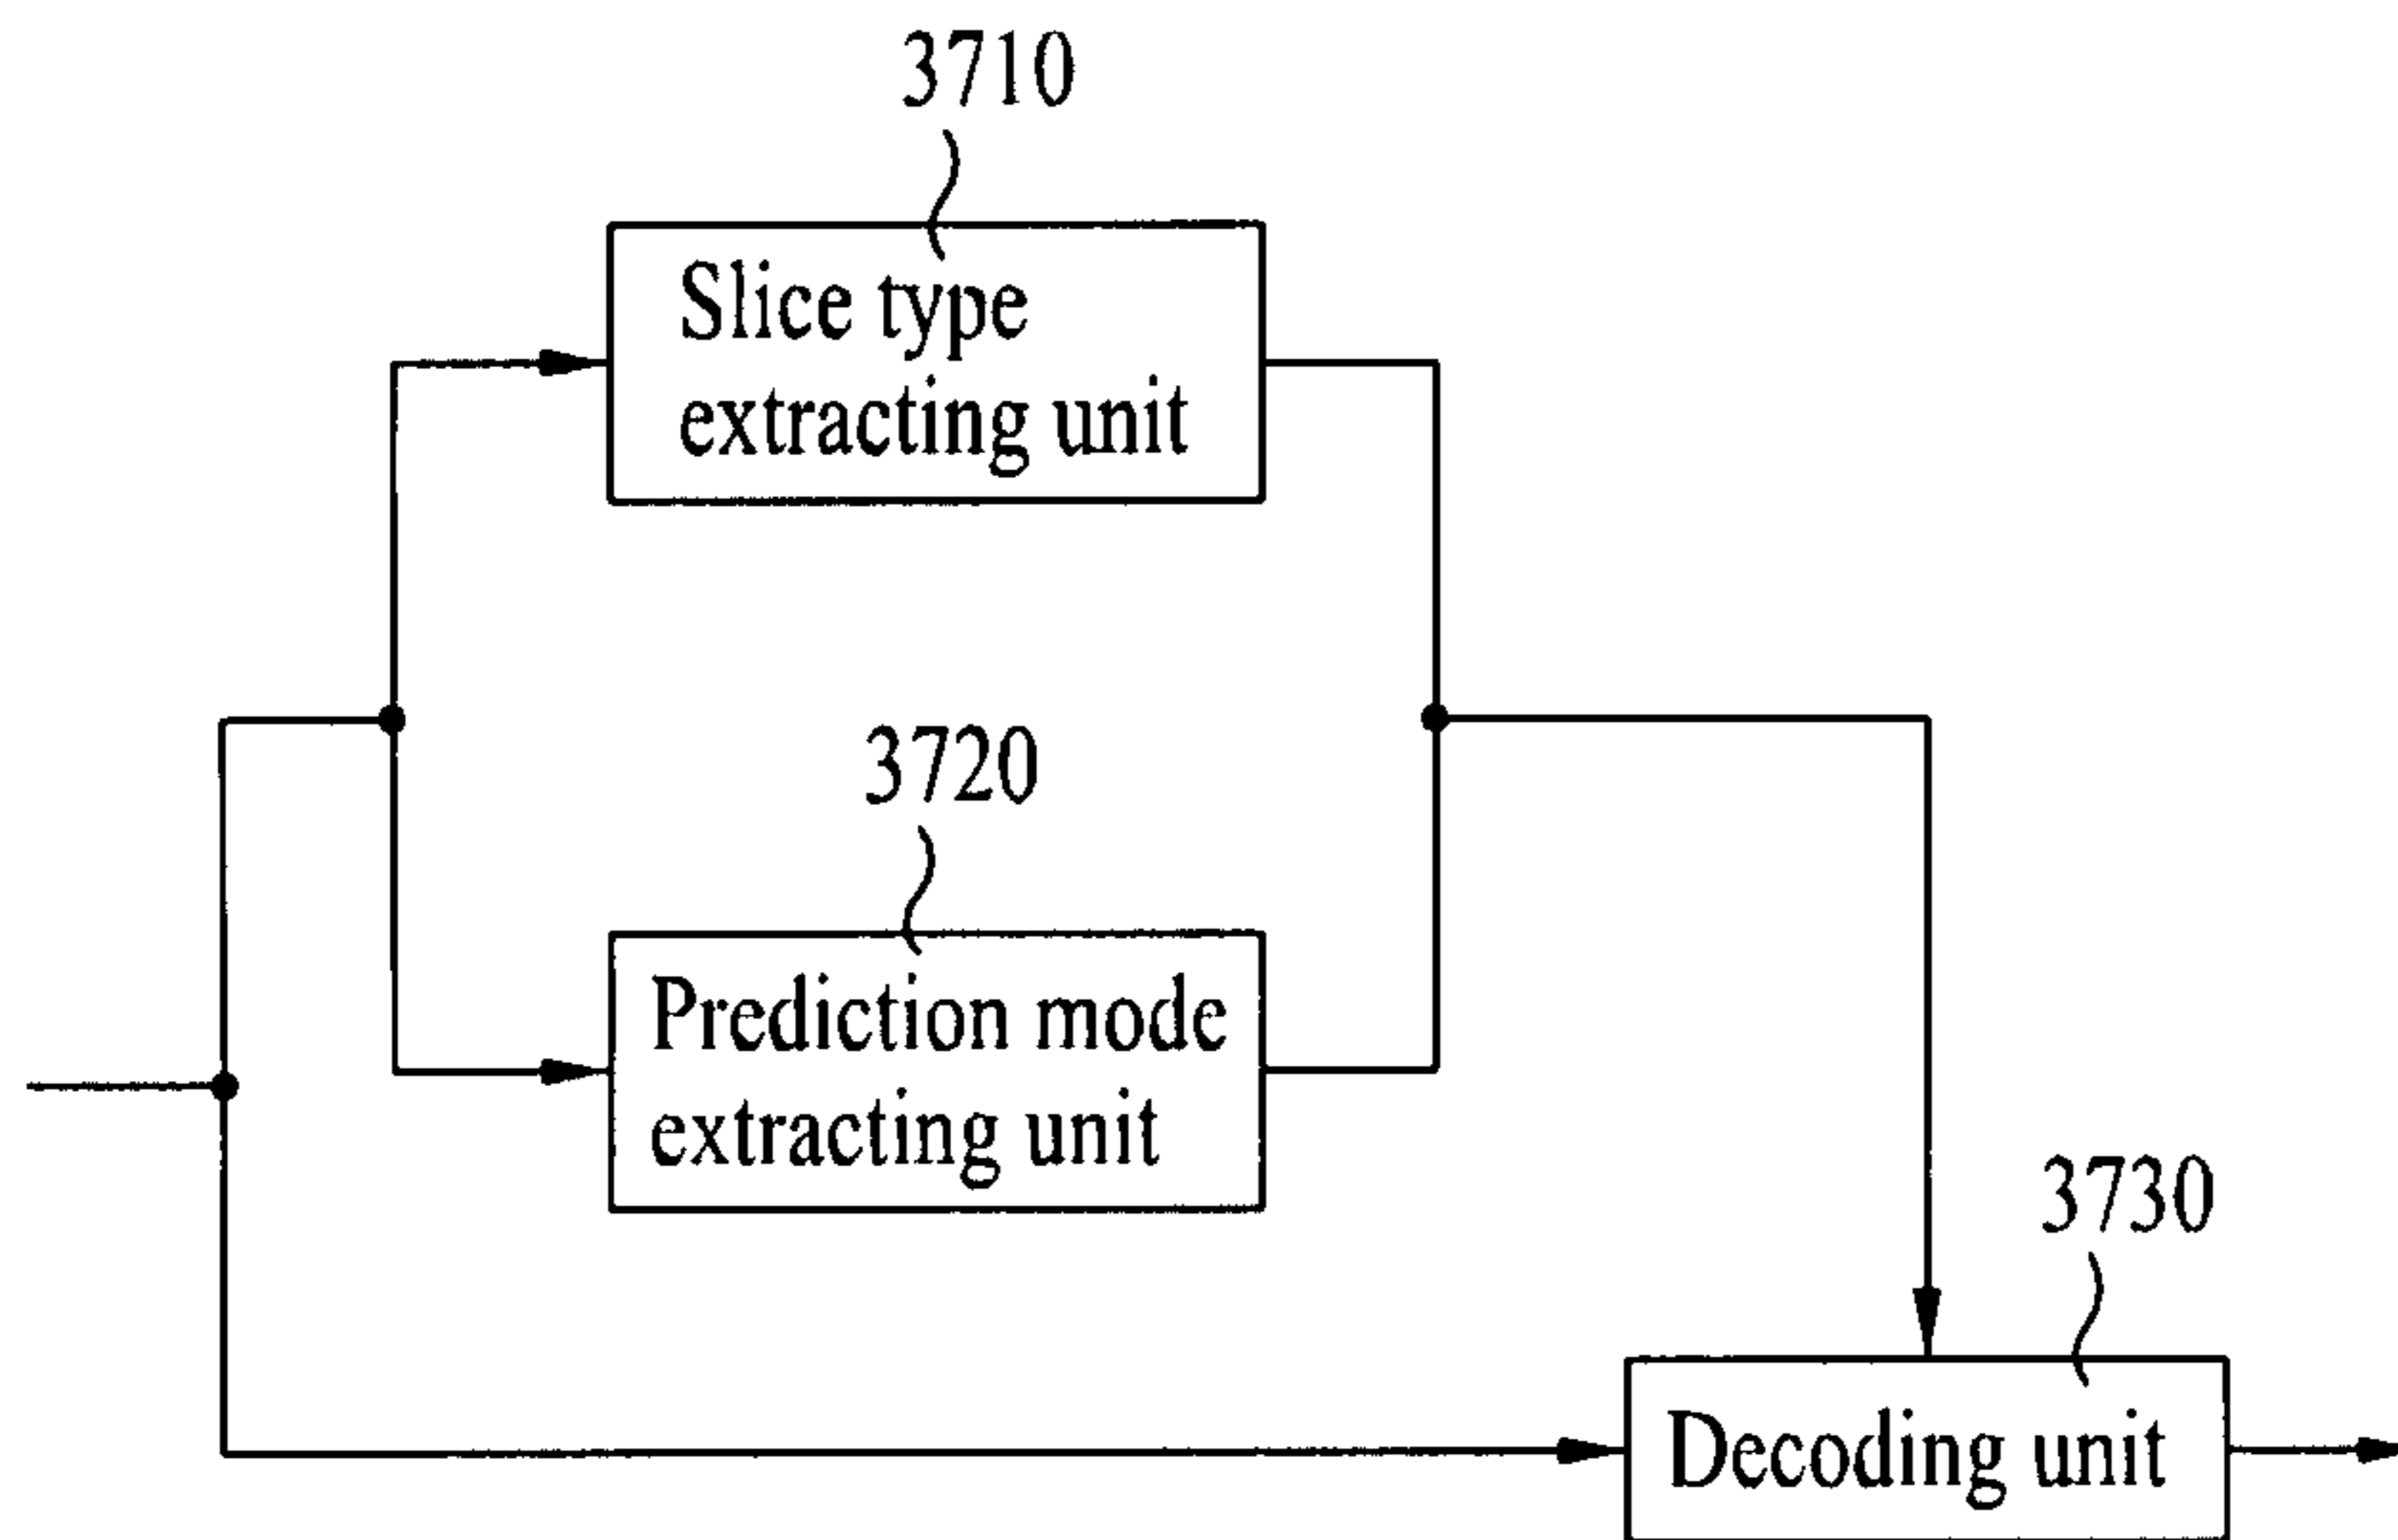 3710
Slice type
extracting unit
3720
Prediction mode
extracting unit
3730
Decoding unit